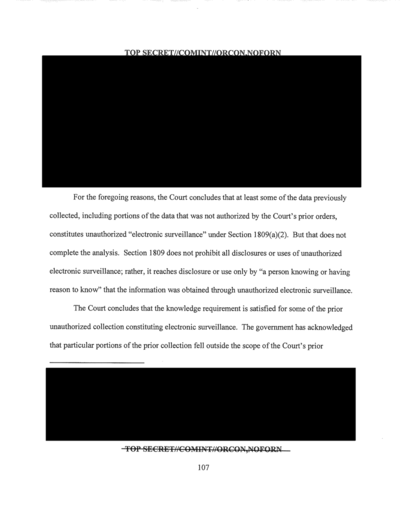 TOP SECRET//COMINT//ORCON,NOFORN
For the foregoing reasons, the Court concludes that at least some of the data previously
collected, including portions of the data that was not authorized by the Court's prior orders,
constitutes unauthorized "electronic surveillance" under Section 1809(a)(2). But that does not
complete the analysis. Section 1809 does not prohibit all disclosures or uses of unauthorized
electronic surveillance; rather, it reaches disclosure or use only by "a person knowing or having
reason to know" that the information was obtained through unauthorized electronic surveillance.
The Court concludes that the knowledge requirement is satisfied for some of the prior
unauthorized collection constituting electronic surveillance. The government has acknowledged
that particular portions of the prior collection fell outside the scope of the Court's prior
TOP SECRET//COMINT//ORCON,NOFORN
107